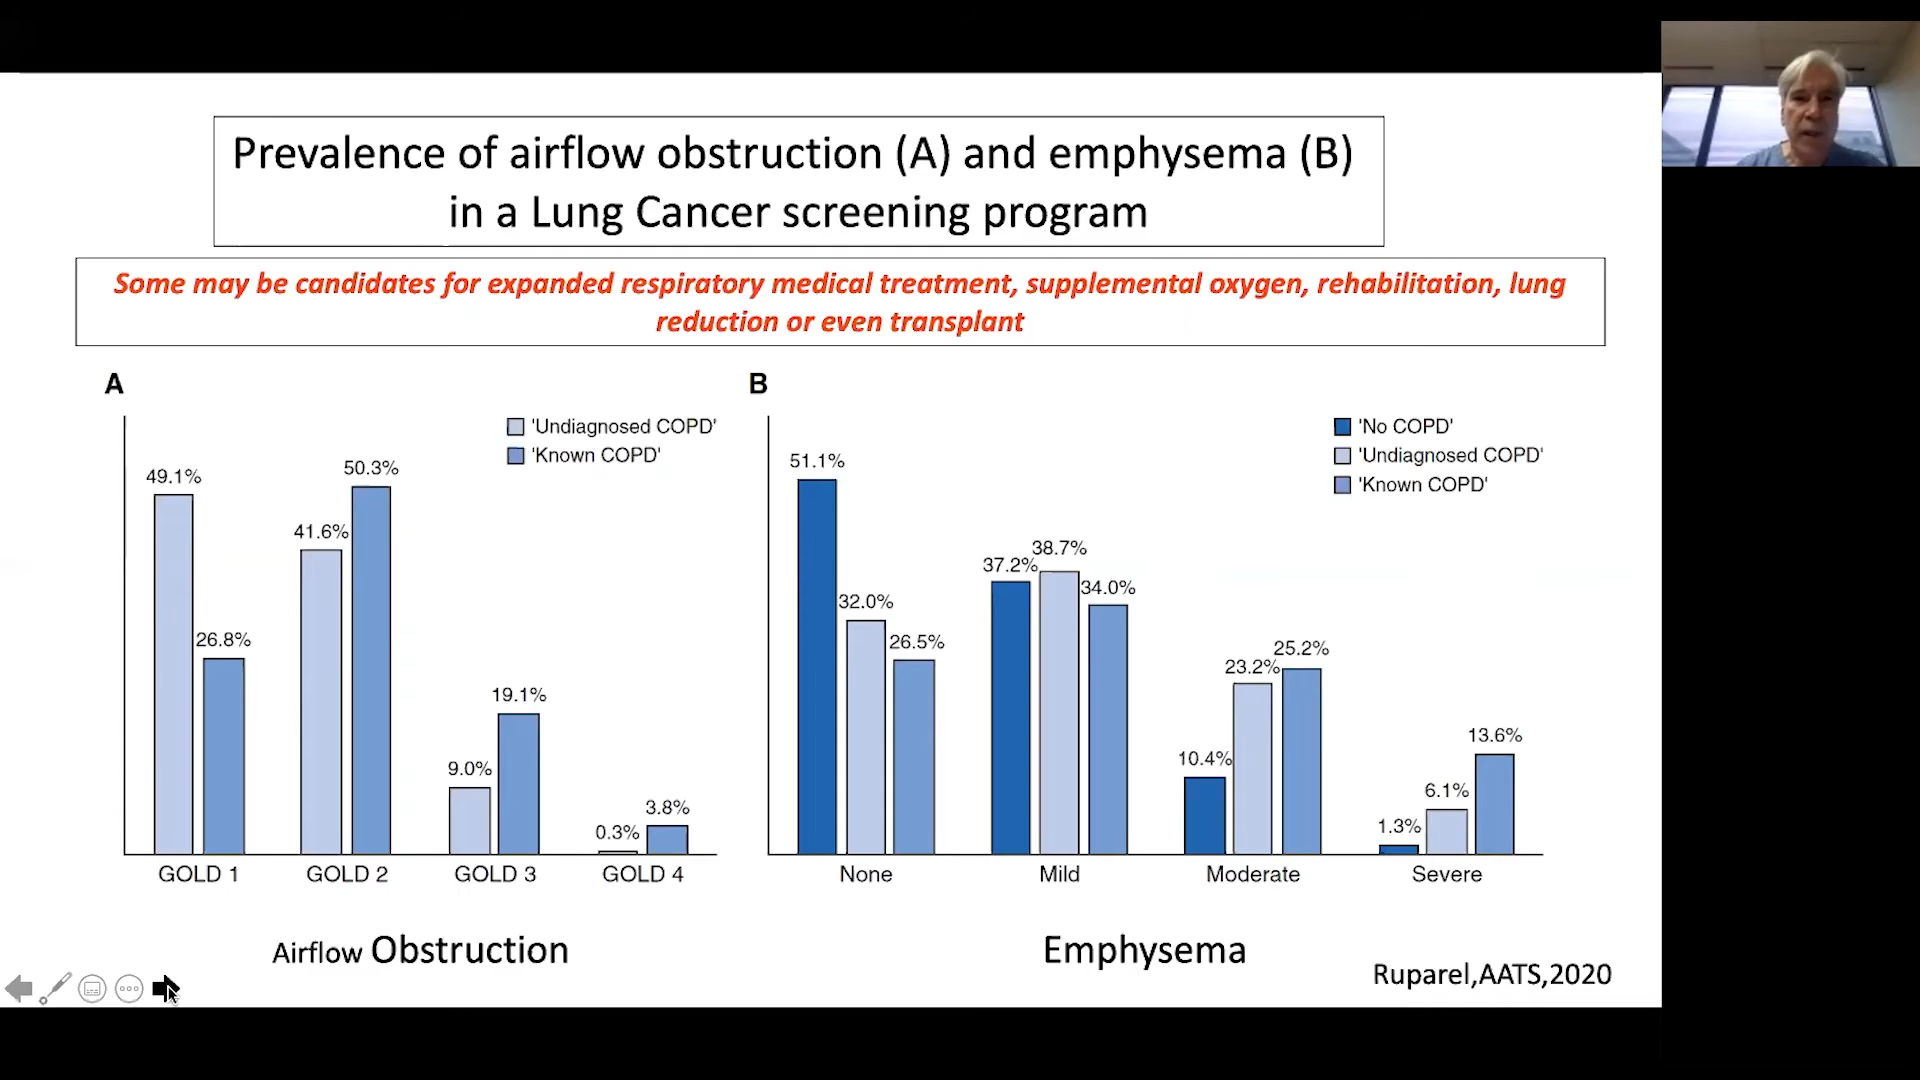 Prevalence of airflow obstruction (A) and emphysema (B)
in a Lung Cancer screening program
Some may be candidates for expanded respiratory medical treatment, supplemental oxygen, rehabilitation, lung
reduction or even transplant
A
'Undiagnosed COPD'
'Known COPD'
49.1%
26.8%
41.6%
50.3%
9.0%
19.1%
0.3%
3.8%
GOLD 1
GOLD 2
GOLD 3
GOLD 4
Airflow Obstruction
B
'No COPD'
'Undiagnosed COPD'
'Known COPD'
51.1%
32.0%
26.5%
37.2%
38.7%
34.0%
10.4%
23.2%
25.2%
1.3%
6.1%
13.6%
None
Mild
Moderate
Severe
Emphysema
Ruparel,AATS,2020